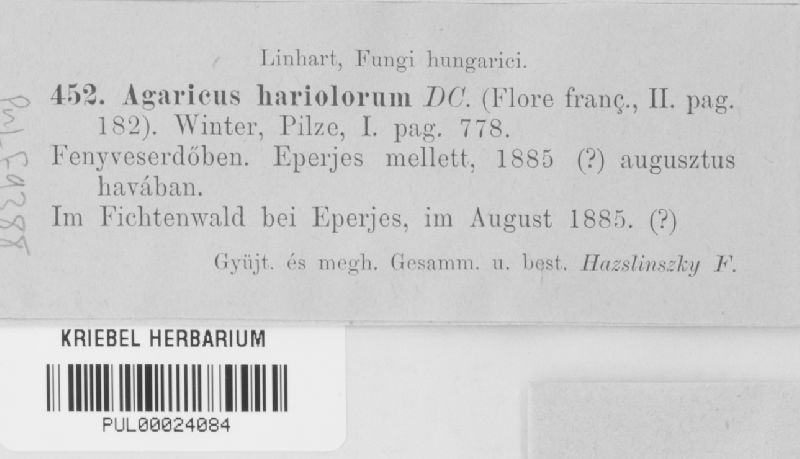 Linhart, Fungi hungarici.
452. Agaricus hariolorum DC. (Flore franç., II. pag.
182). Winter, Pilze, I. pag. 778.
Fenyveserdőben. Eperjes mellett, 1885 (?) augusztus
havában.
Im Fichtenwald bei Eperjes, im August 1885. (?)
Gyüjt. és megh. Gesamm. u. best. Hazslinszky F.
PUL F9388
KRIEBEL HERBARIUM
PUL00024084